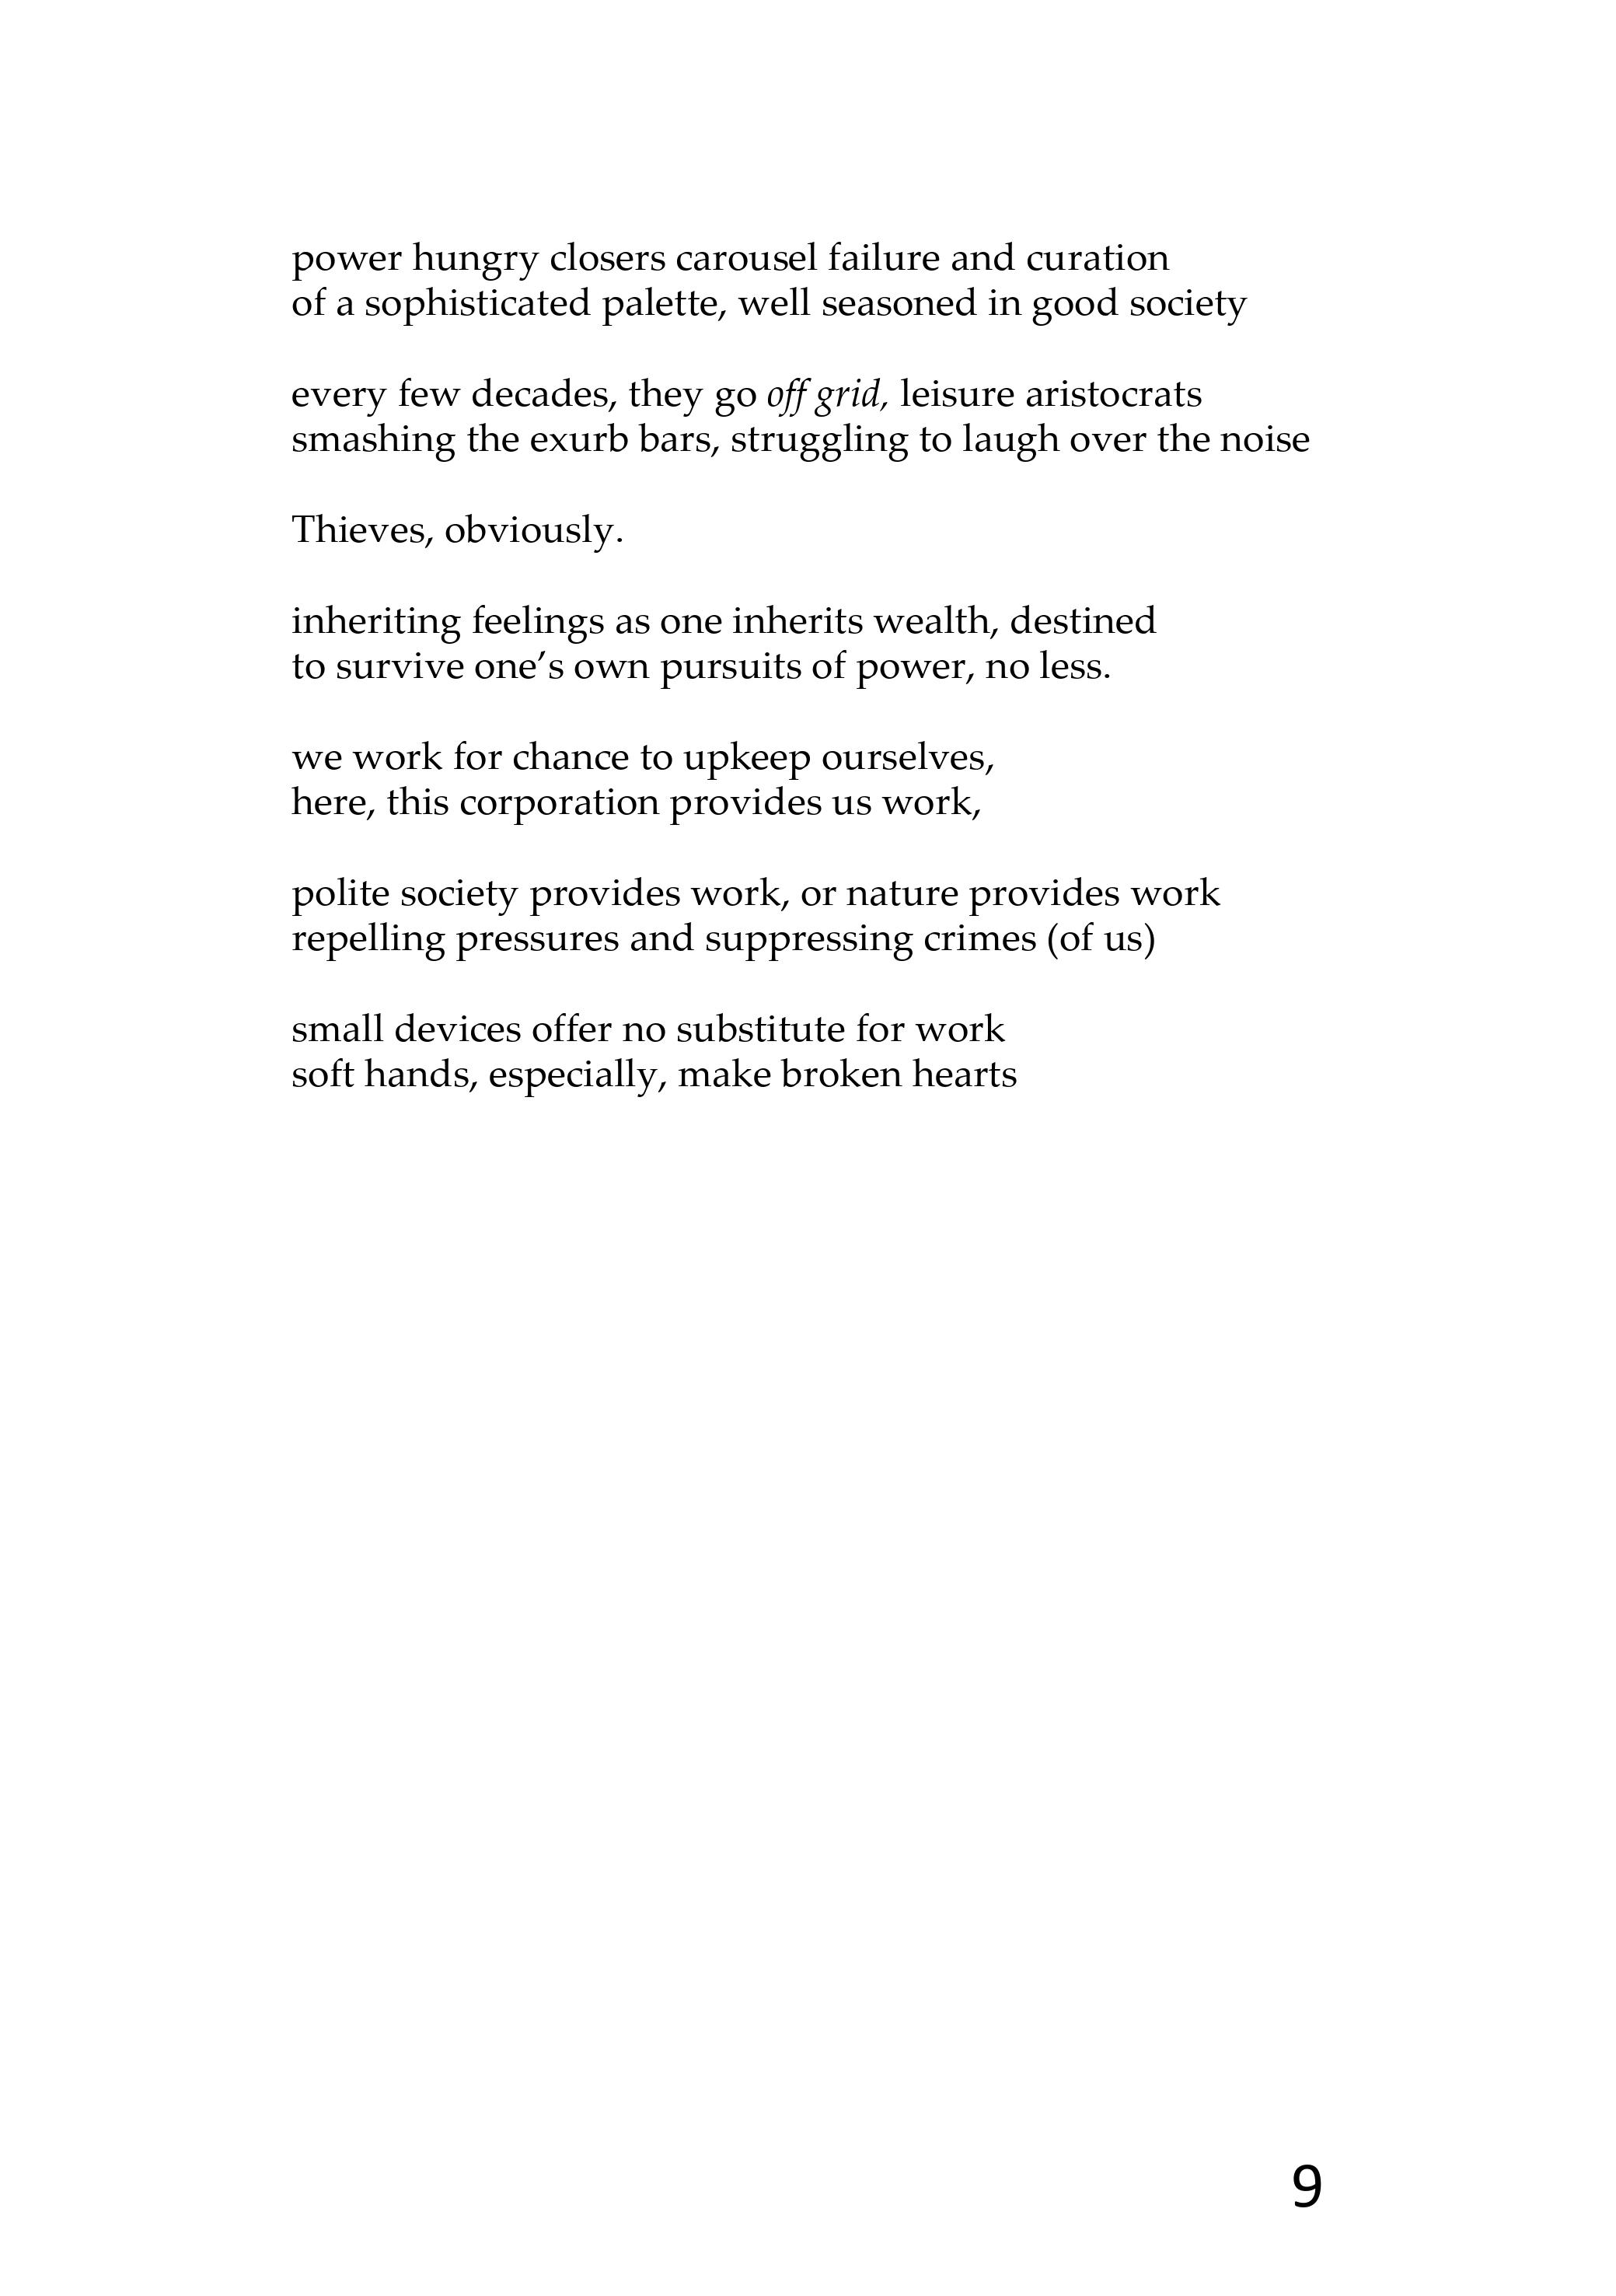 power hungry closers carousel failure and curation
of a sophisticated palette, well seasoned in good society
every few decades, they go off grid, leisure aristocrats
smashing the exurb bars, struggling to laugh over the noise
Thieves, obviously.
inheriting feelings as one inherits wealth, destined
to survive one’s own pursuits of power, no less.
we work for chance to upkeep ourselves,
here, this corporation provides us work,
polite society provides work, or nature provides work
repelling pressures and suppressing crimes (of us)
small devices offer no substitute for work
soft hands, especially, make broken hearts
9